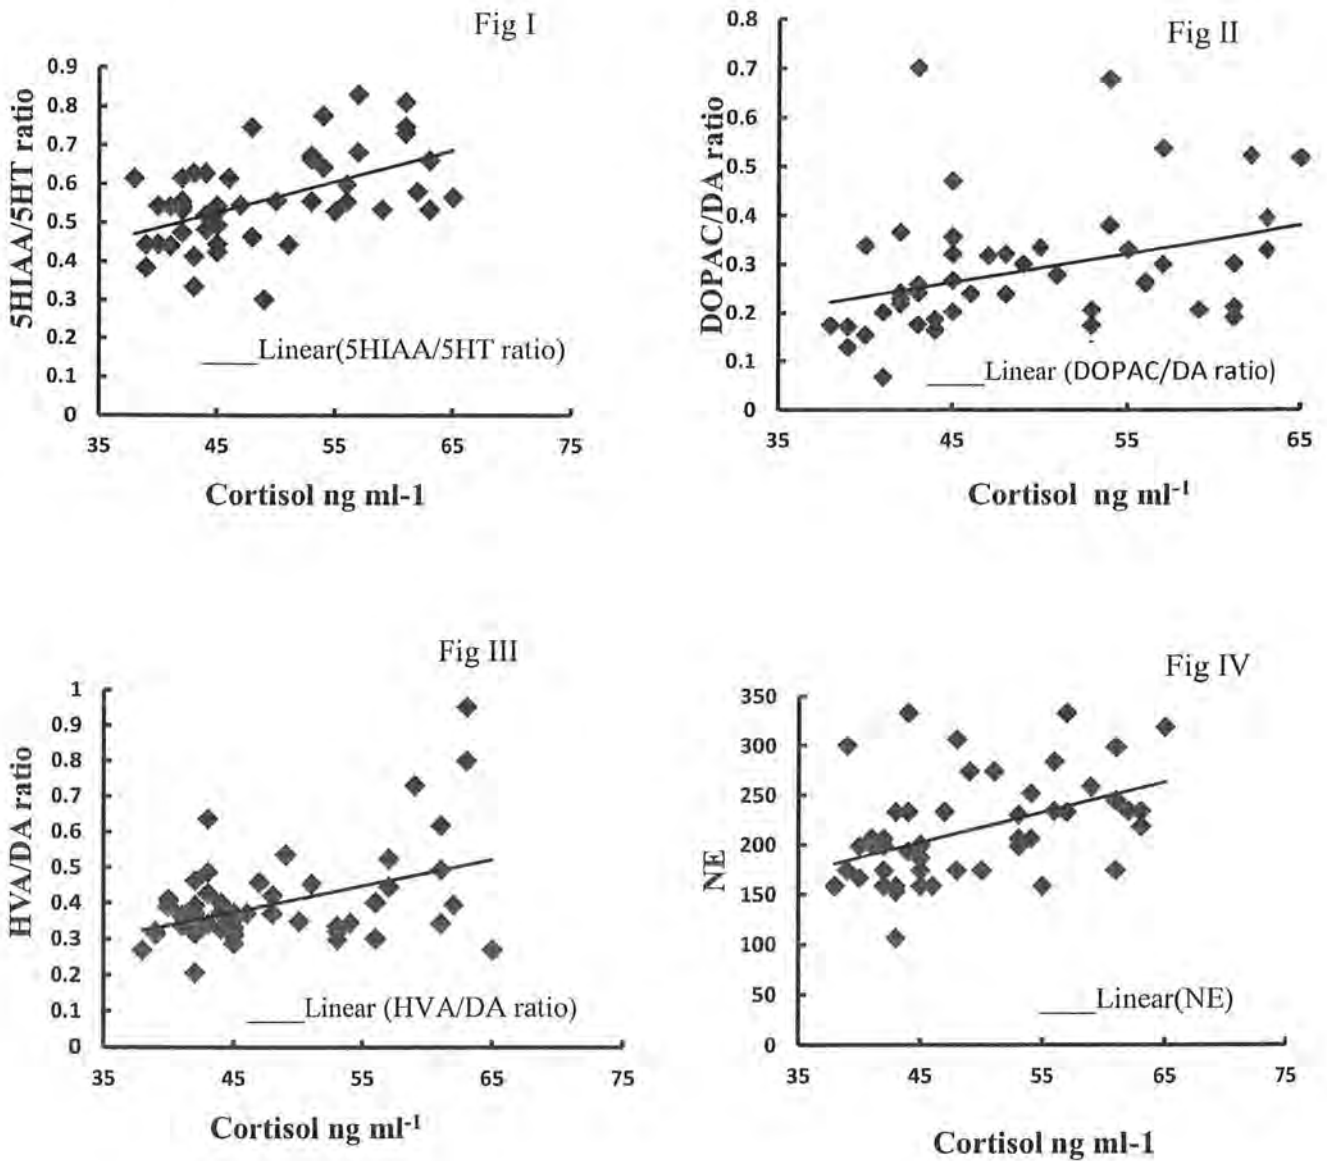 Fig I
0.9
0.8
0.7
0.6
0.5
0.4
0.3
0.2
0.1
0
5HIAA/5HT ratio
Linear(5HIAA/5HT ratio)
35 45 55 65 75
Cortisol ng ml-1
Fig II
0.8
0.7
0.6
0.5
0.4
0.3
0.2
0.1
0
DOPAC/DA ratio
Linear (DOPAC/DA ratio)
35 45 55 65
Cortisol ng ml-1
Fig III
1
0.9
0.8
0.7
0.6
0.5
0.4
0.3
0.2
0.1
0
HVA/DA ratio
Linear (HVA/DA ratio)
35 45 55 65 75
Cortisol ng ml-1
Fig IV
350
300
250
200
150
100
50
0
NE
Linear(NE)
35 45 55 65 75
Cortisol ng ml-1